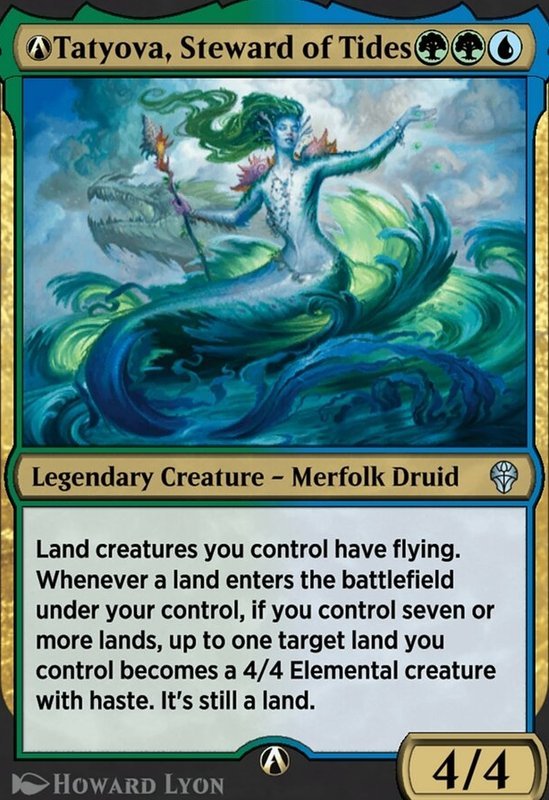 Tatyova, Steward of Tides
Legendary Creature – Merfolk Druid
Land creatures you control have flying.
Whenever a land enters the battlefield
under your control, if you control seven or
more lands, up to one target land you
control becomes a 4/4 Elemental creature
with haste. It's still a land.
4/4
Howard Lyon